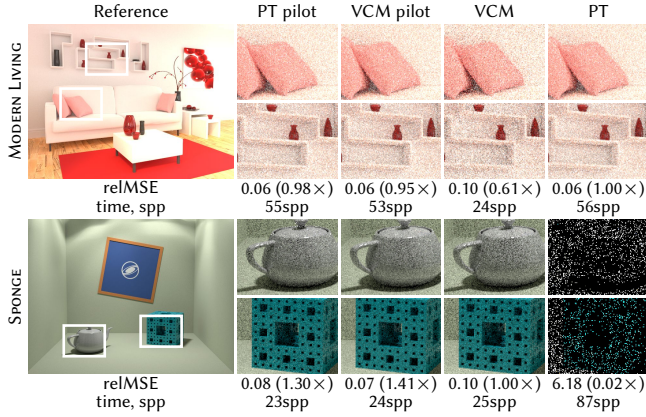 Reference PT pilot VCM pilot VCM PT
MODERN LIVING
relMSE 0.06 (0.98×) 0.06 (0.95×) 0.10 (0.61×) 0.06 (1.00×)
time, spp 55spp 53spp 24spp 56spp
SPONGE
relMSE 0.08 (1.30×) 0.07 (1.41×) 0.10 (1.00×) 6.18 (0.02×)
time, spp 23spp 24spp 25spp 87spp